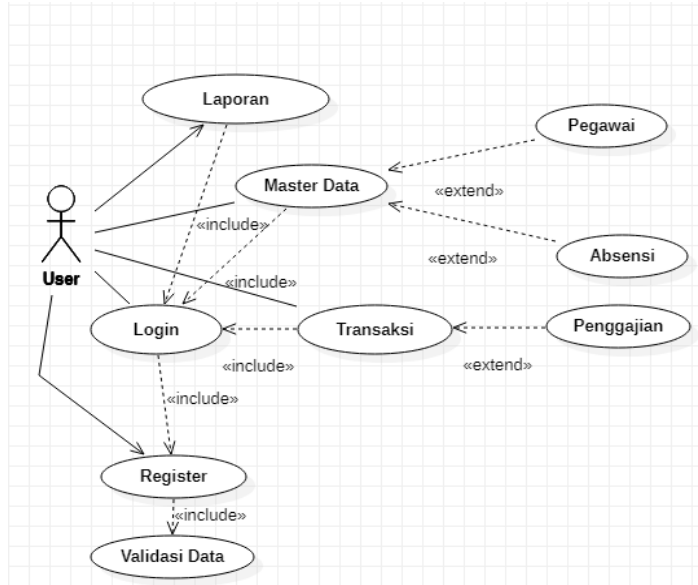 Laporan
Pegawai
Master Data
«extend»
«include»
«extend»
Absensi
User
«include»
Login
Transaksi
Penggajian
«include»
«extend»
«include»
Register
«include»
Validasi Data